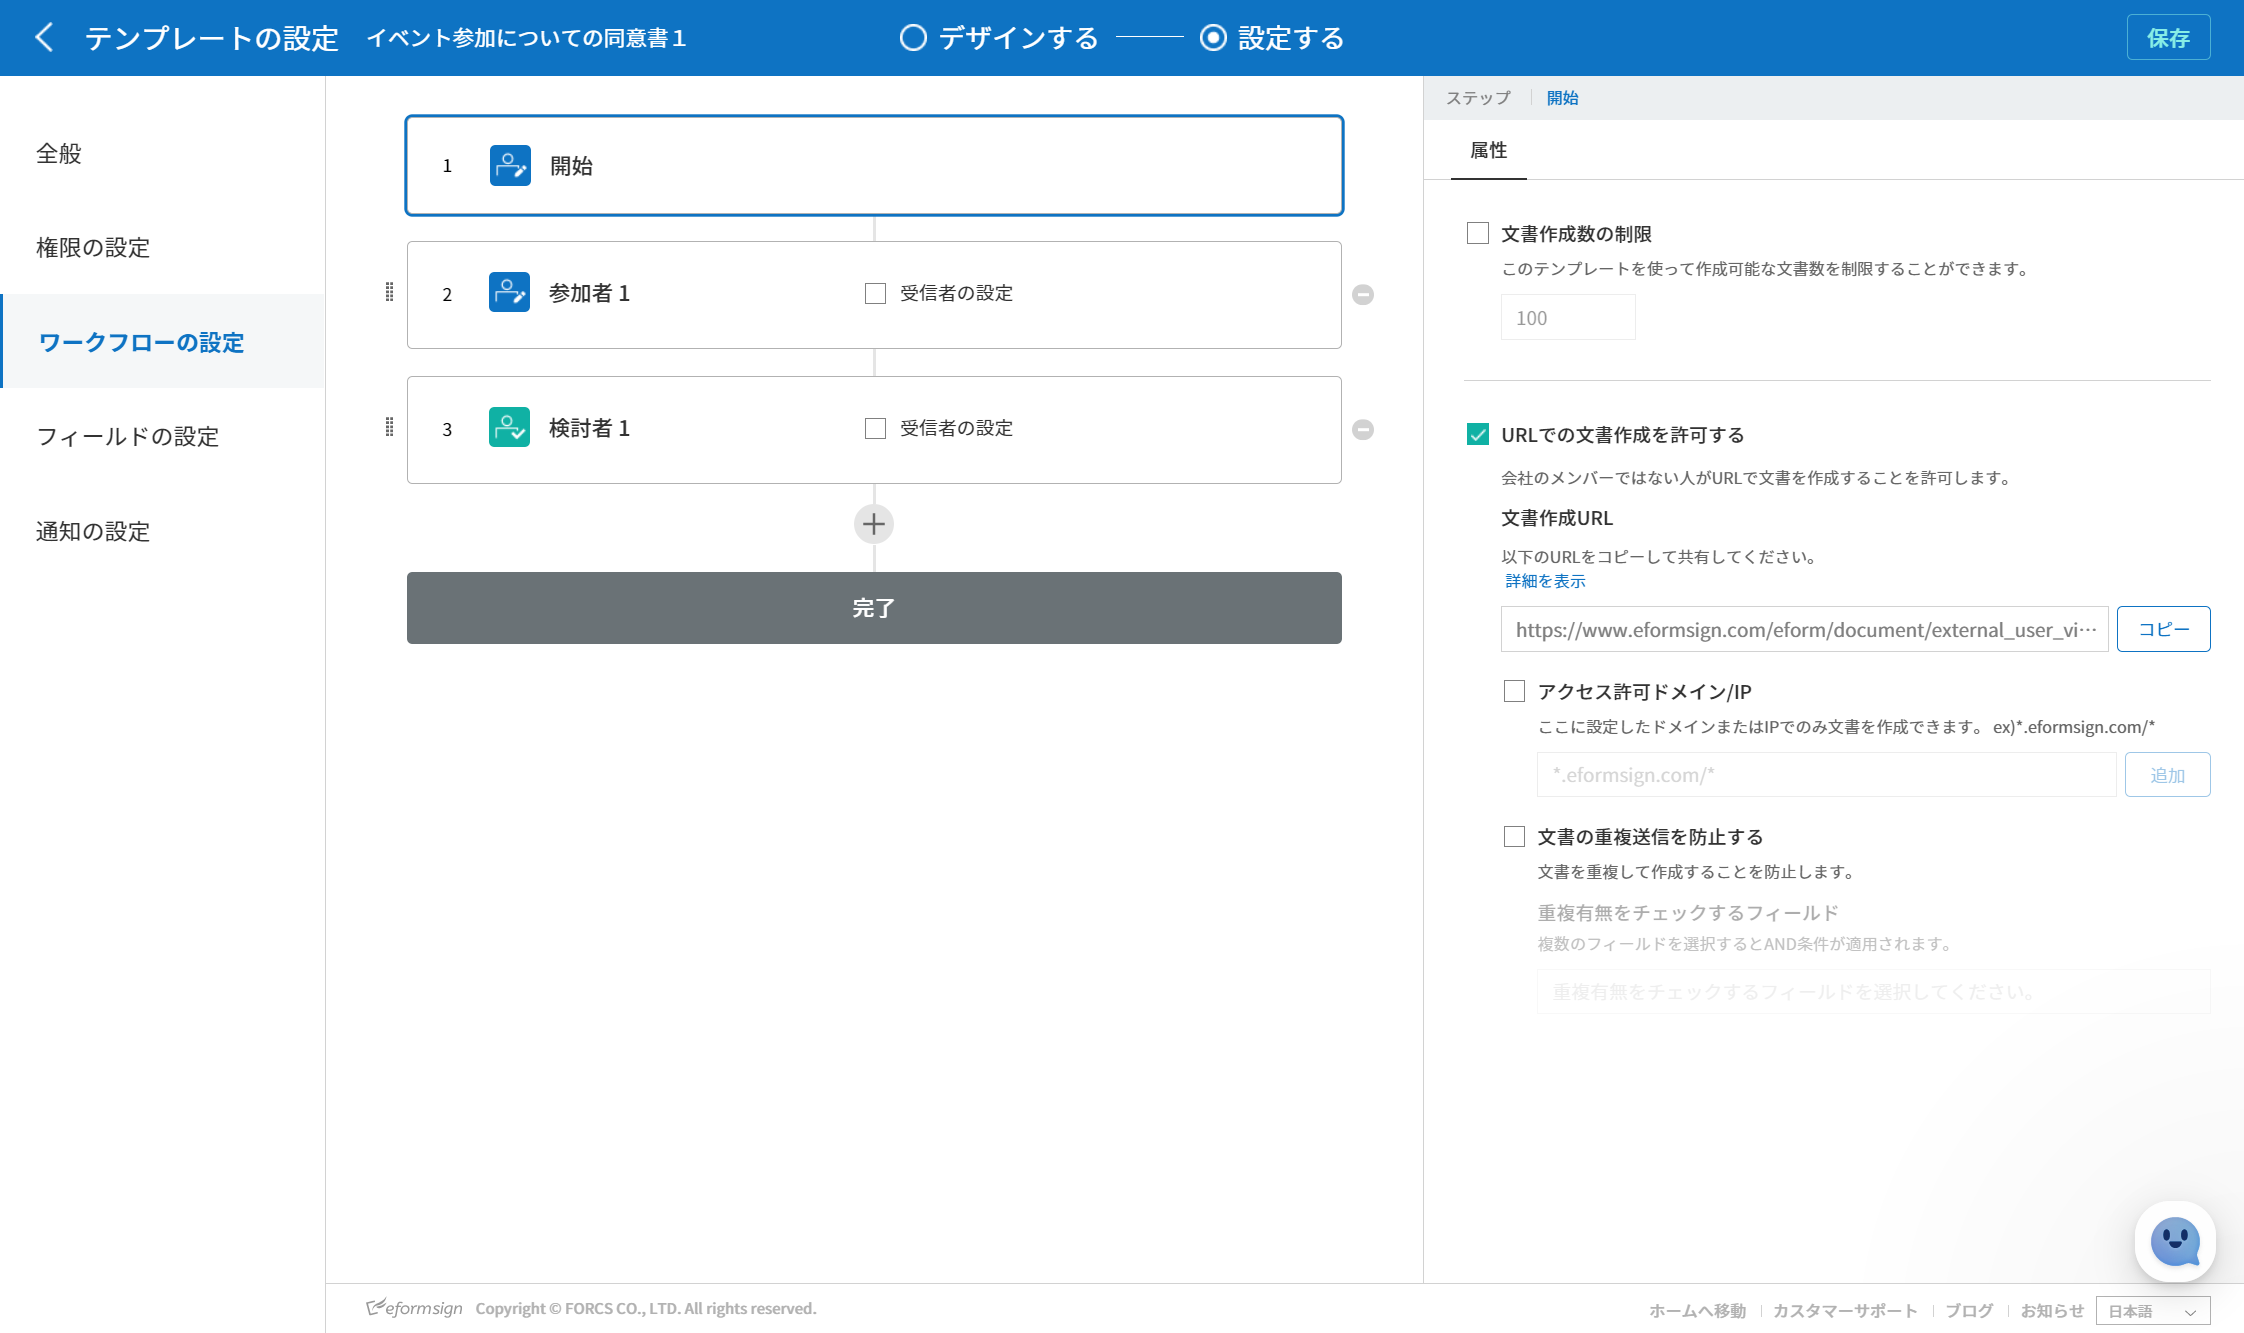 テンプレートの設定 イベント参加についての同意書１ デザインする 設定する 保存
全般
権限の設定
ワークフローの設定
フィールドの設定
通知の設定
1 開始
2 参加者 1 受信者の設定
3 検討者 1 受信者の設定
完了
ステップ 開始
属性
文書作成数の制限
このテンプレートを使って作成可能な文書数を制限することができます。
100
URLでの文書作成を許可する
会社のメンバーではない人がURLで文書を作成することを許可します。
文書作成URL
以下のURLをコピーして共有してください。
詳細を表示
https://www.eformsign.com/eform/document/external_user_vi… コピー
アクセス許可ドメイン/IP
ここに設定したドメインまたはIPでのみ文書を作成できます。 ex)*.eformsign.com/*
*.eformsign.com/* 追加
文書の重複送信を防止する
文書を重複して作成することを防止します。
重複有無をチェックするフィールド
複数のフィールドを選択するとAND条件が適用されます。
重複有無をチェックするフィールドを選択してください。
eformsign Copyright © FORCS CO., LTD. All rights reserved.
ホームへ移動 カスタマーサポート ブログ お知らせ 日本語